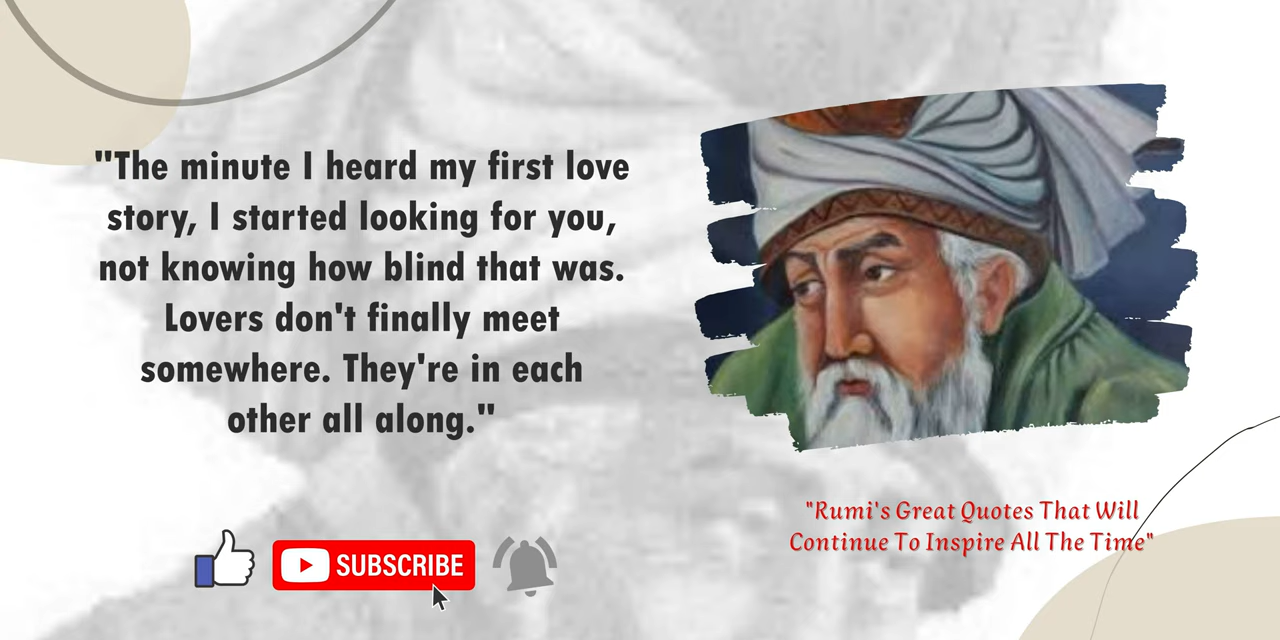 "The minute I heard my first love
story, I started looking for you,
not knowing how blind that was.
Lovers don't finally meet
somewhere. They're in each
other all along."
SUBSCRIBE
"Rumi's Great Quotes That Will
Continue To Inspire All The Time"